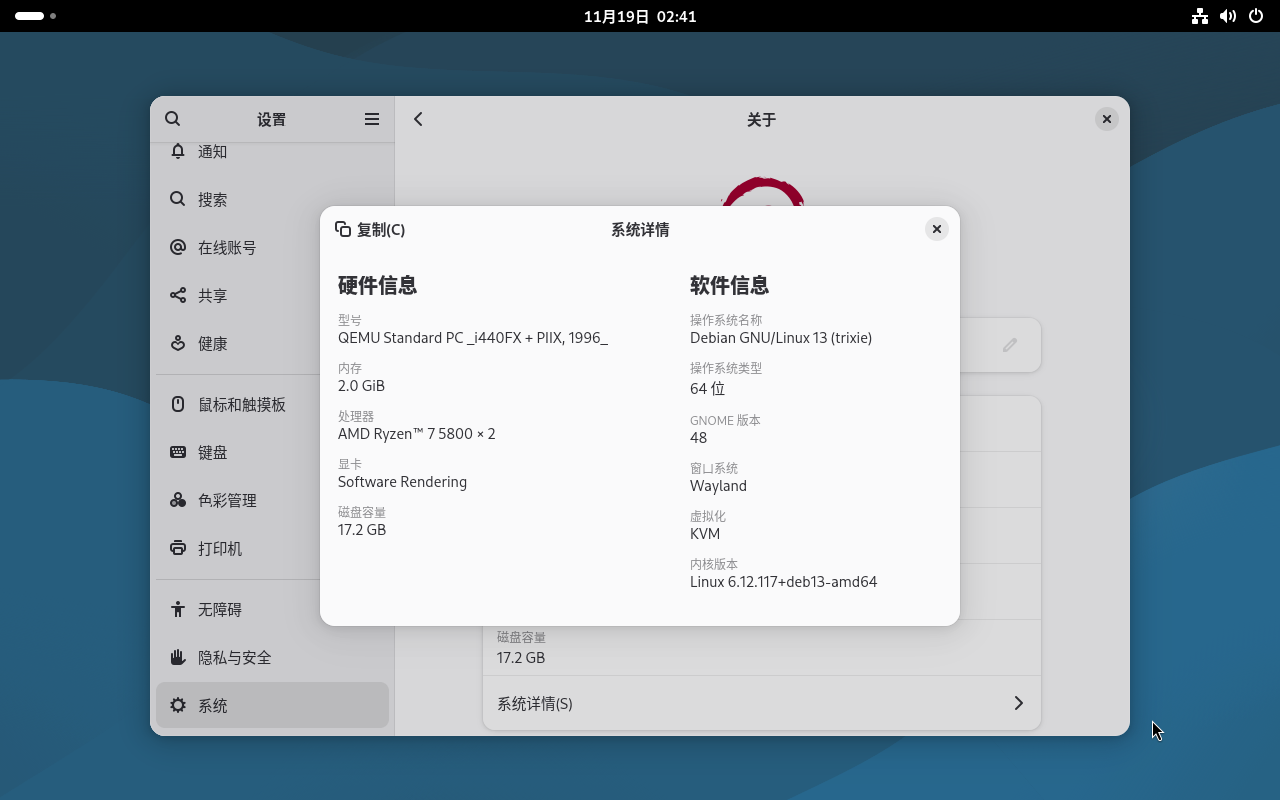 11月19日 02:41
设置
关于
通知
搜索
在线账号
共享
健康
鼠标和触摸板
键盘
色彩管理
打印机
无障碍
隐私与安全
系统
复制(C)
系统详情
硬件信息
型号
QEMU Standard PC _i440FX + PIIX, 1996_
内存
2.0 GiB
处理器
AMD Ryzen™ 7 5800 × 2
显卡
Software Rendering
磁盘容量
17.2 GB
软件信息
操作系统名称
Debian GNU/Linux 13 (trixie)
操作系统类型
64 位
GNOME 版本
48
窗口系统
Wayland
虚拟化
KVM
内核版本
Linux 6.12.117+deb13-amd64
磁盘容量
17.2 GB
系统详情(S)